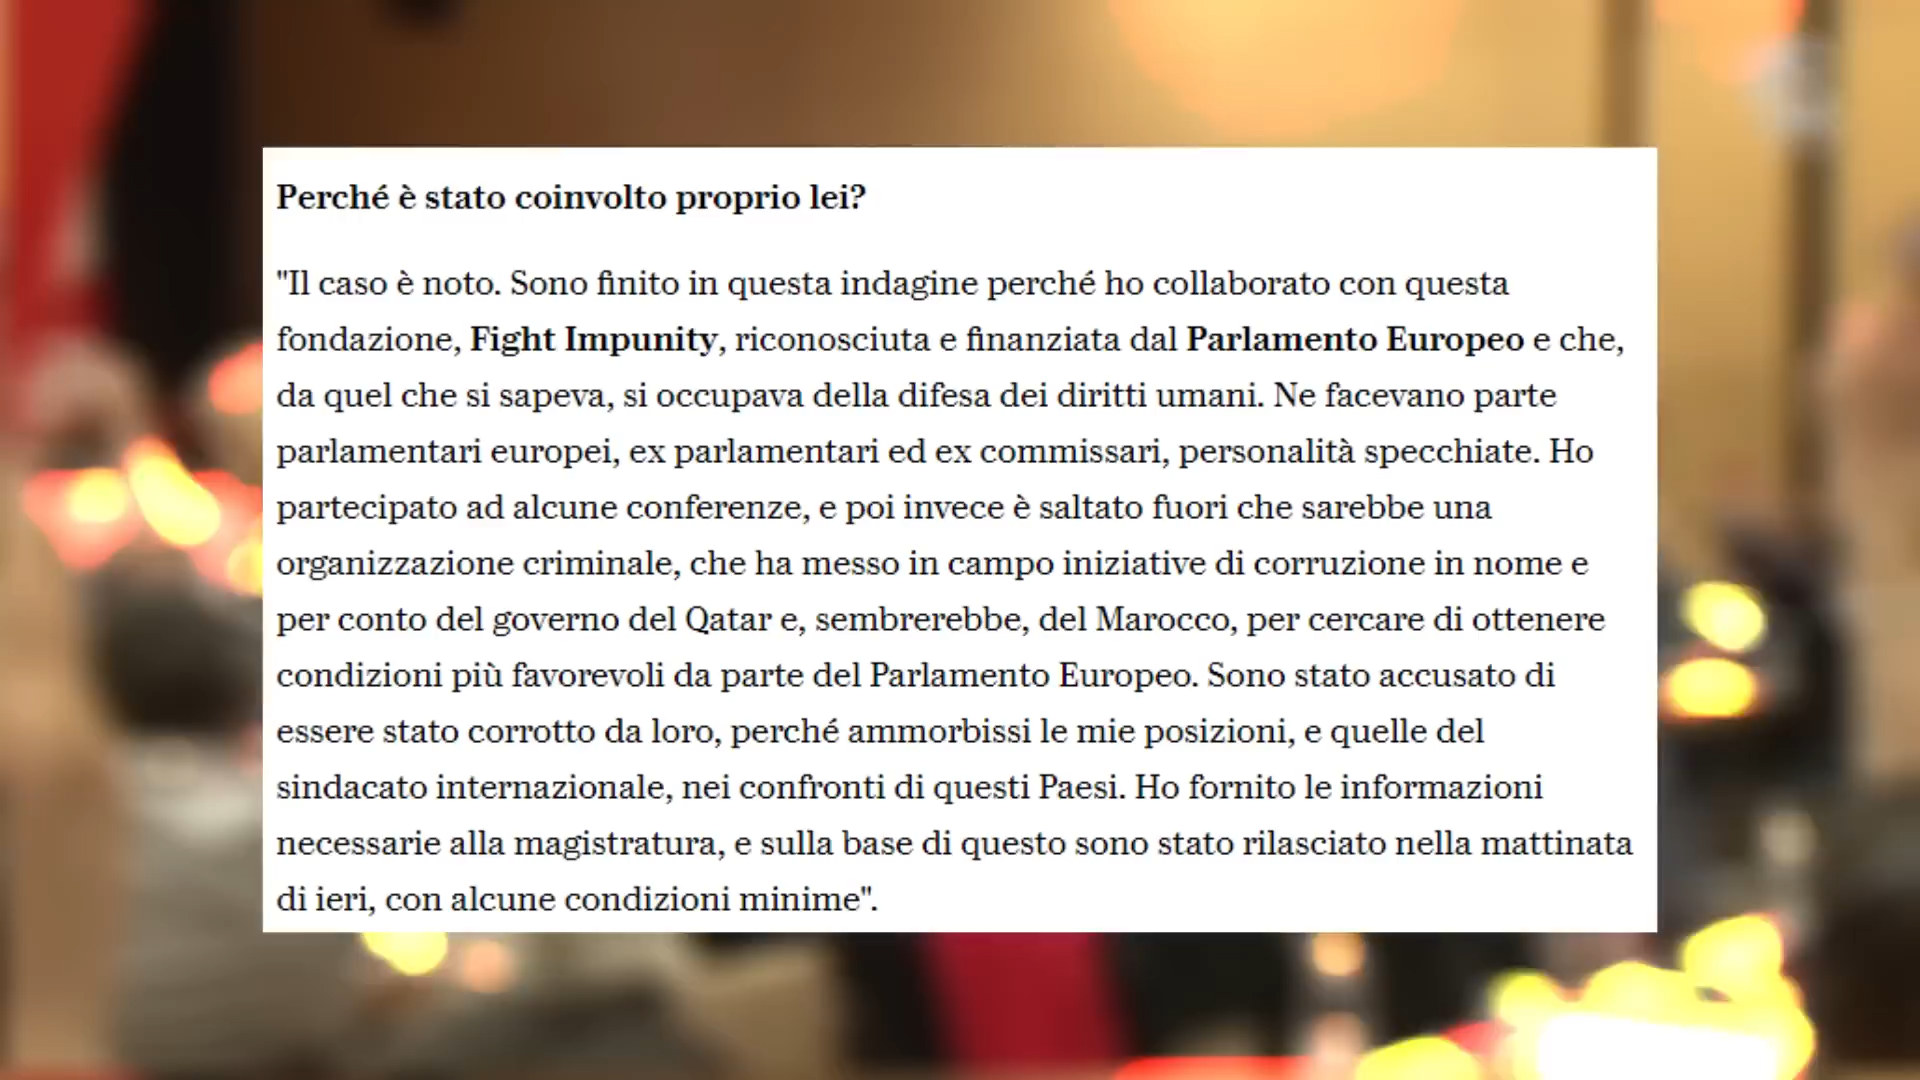 Perché è stato coinvolto proprio lei?
"Il caso è noto. Sono finito in questa indagine perché ho collaborato con questa
fondazione, Fight Impunity, riconosciuta e finanziata dal Parlamento Europeo e che,
da quel che si sapeva, si occupava della difesa dei diritti umani. Ne facevano parte
parlamentari europei, ex parlamentari ed ex commissari, personalità specchiate. Ho
partecipato ad alcune conferenze, e poi invece è saltato fuori che sarebbe una
organizzazione criminale, che ha messo in campo iniziative di corruzione in nome e
per conto del governo del Qatar e, sembrerebbe, del Marocco, per cercare di ottenere
condizioni più favorevoli da parte del Parlamento Europeo. Sono stato accusato di
essere stato corrotto da loro, perché ammorbissi le mie posizioni, e quelle del
sindacato internazionale, nei confronti di questi Paesi. Ho fornito le informazioni
necessarie alla magistratura, e sulla base di questo sono stato rilasciato nella mattinata
di ieri, con alcune condizioni minime".